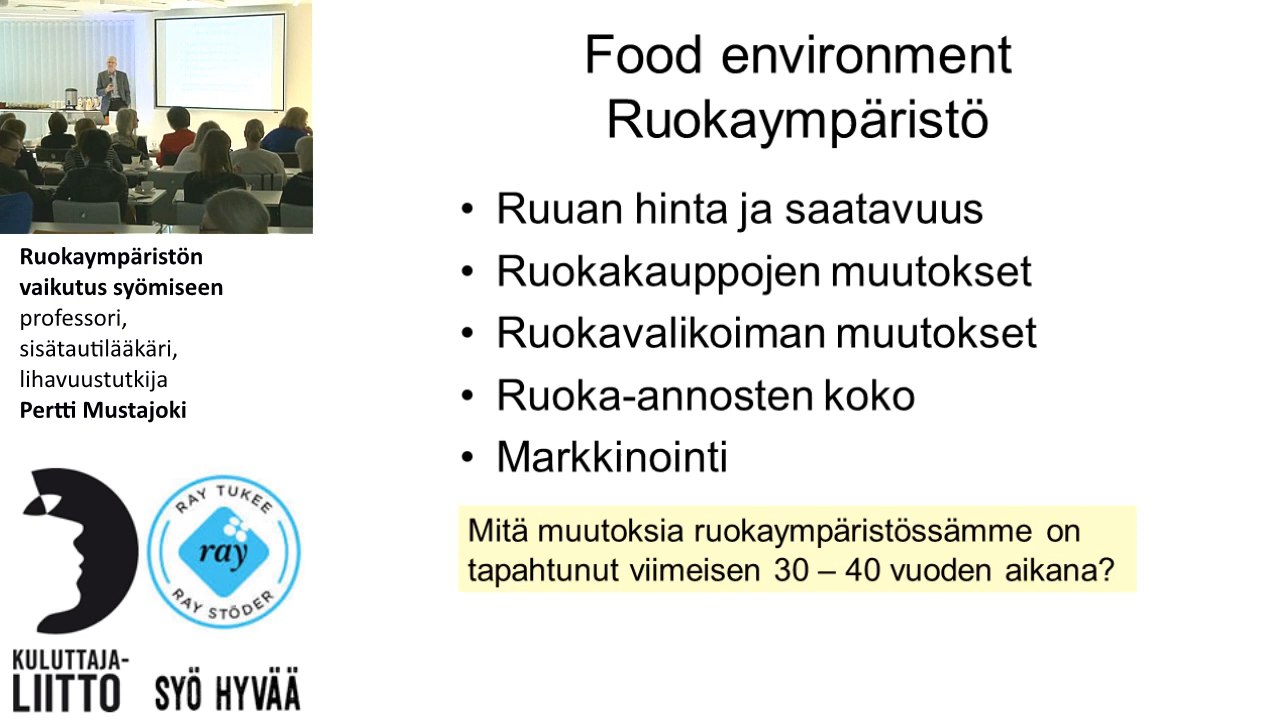 Food environment
Ruokaympäristö
• Ruuan hinta ja saatavuus
• Ruokakauppojen muutokset
• Ruokavalikoiman muutokset
• Ruoka-annosten koko
• Markkinointi
Mitä muutoksia ruokaympäristössämme on
tapahtunut viimeisen 30 – 40 vuoden aikana?
Ruokaympäristön
vaikutus syömiseen
professori,
sisätautilääkäri,
lihavuustutkija
Pertti Mustajoki
RAY TUKEE
ray
RAY STÖDER
KULUTTAJA-
LIITTO
SYÖ HYVÄÄ